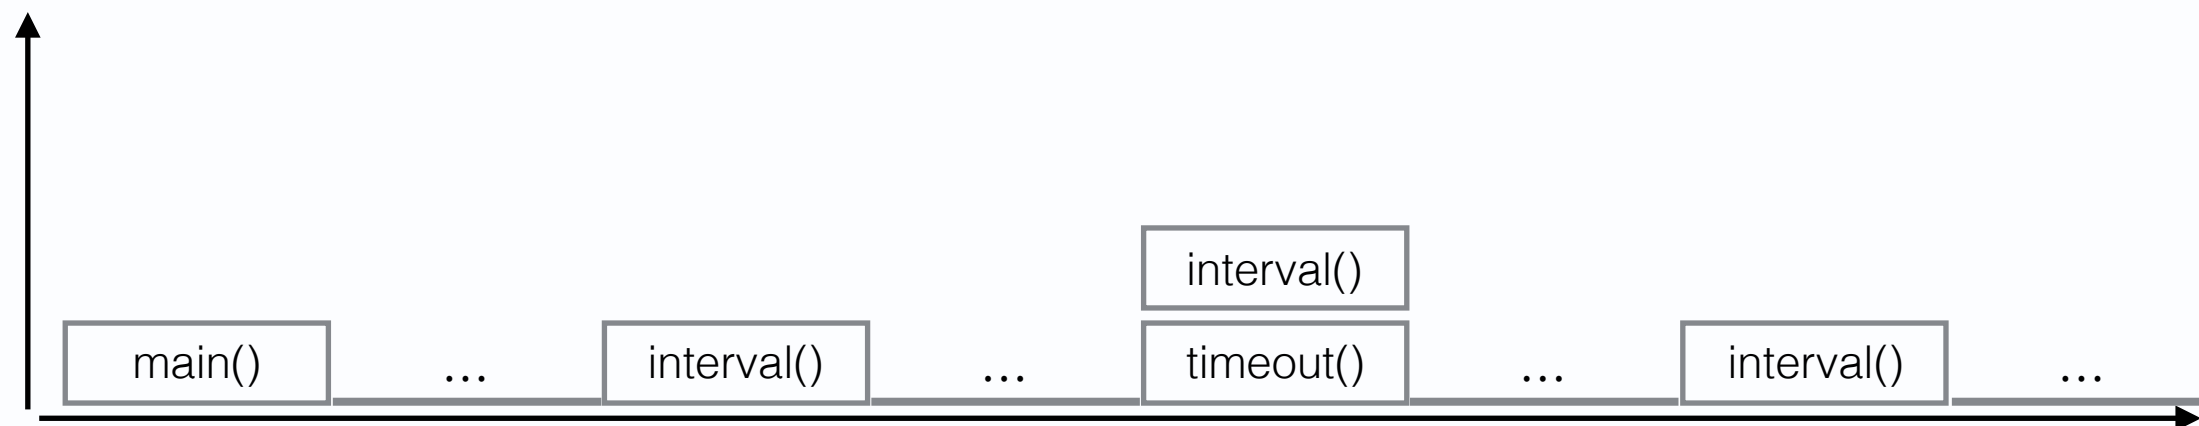 interval()
main() ... interval() ... timeout() ... interval() ...